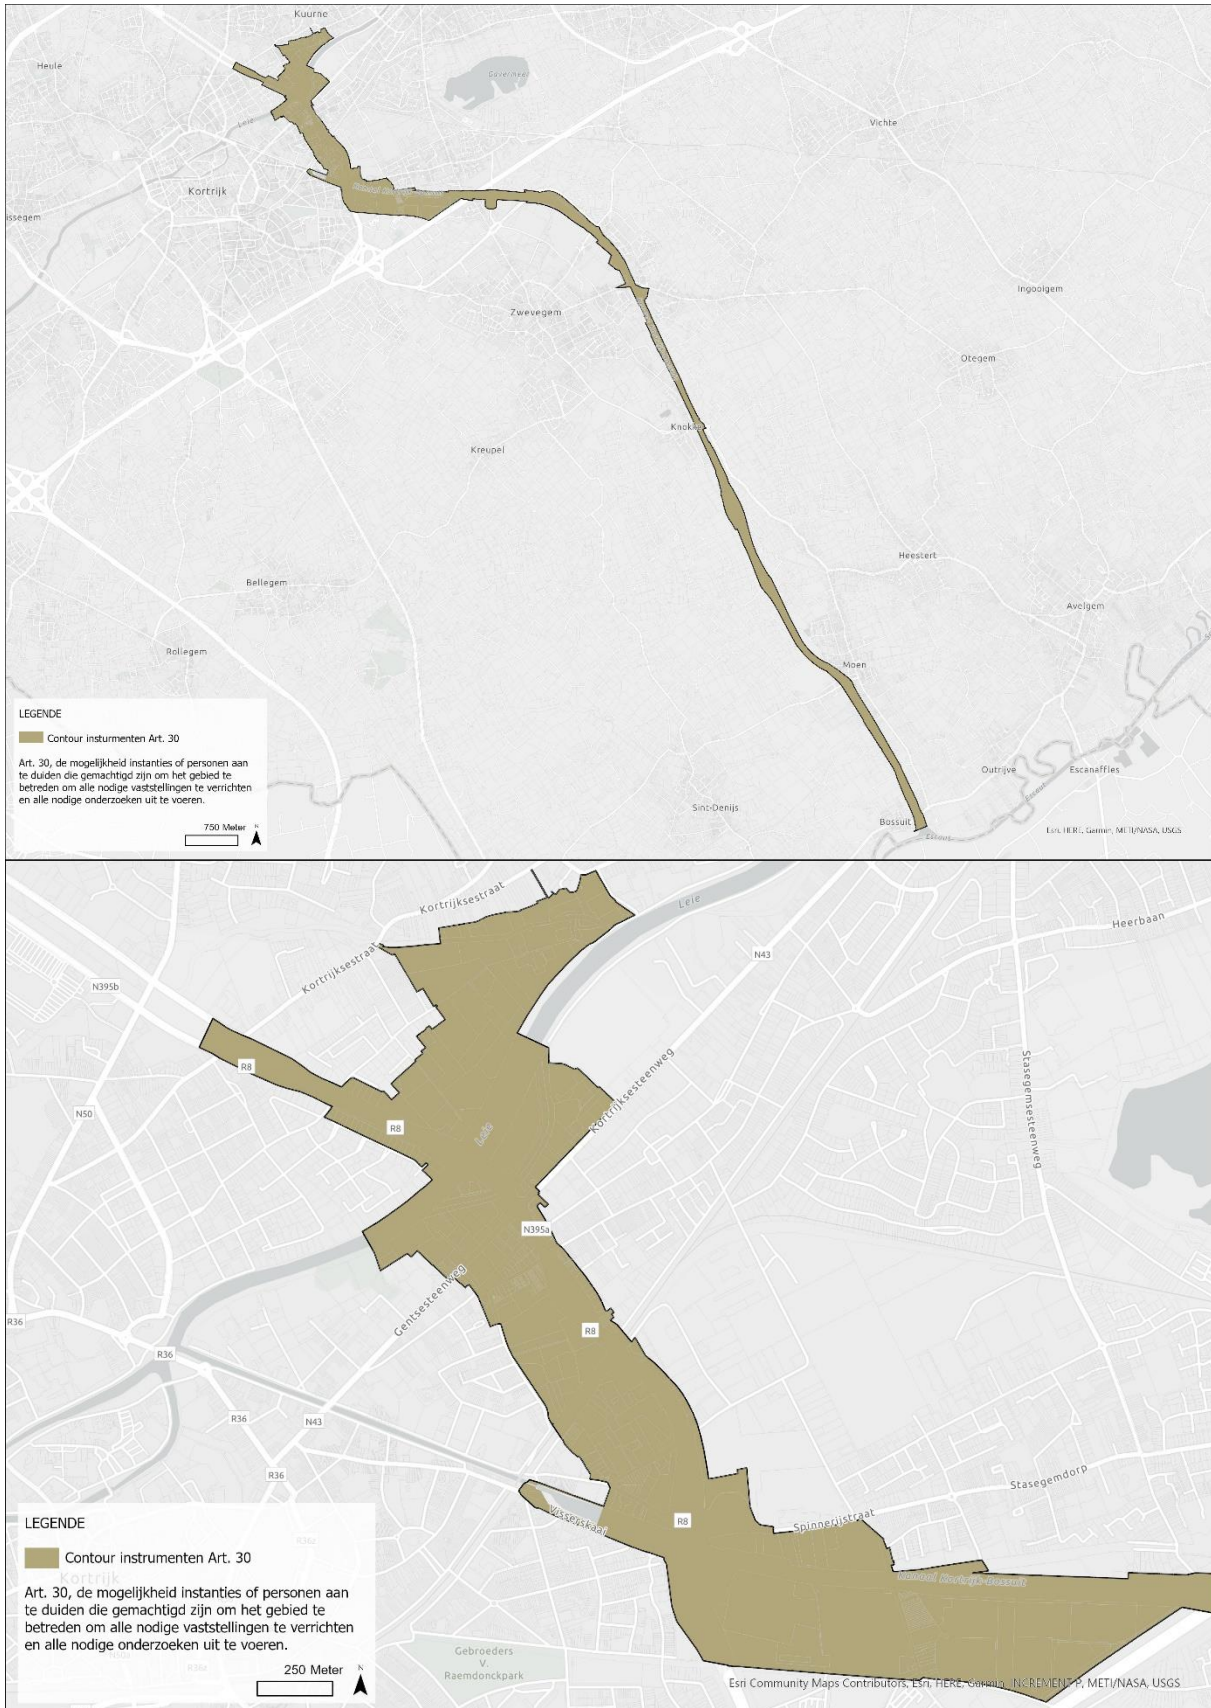 Kuurne
Heule
Gavermeer
Vichte
Leie
Kortrijk
issegem
Ingooigem
Zwevegem
Otegem
Knokke
Kreupel
Heestert
Bellegem
Avelgem
Rollegem
Moen
LEGENDE
Contour insturmenten Art. 30
Art. 30, de mogelijkheid instanties of personen aan
te duiden die gemachtigd zijn om het gebied te
betreden om alle nodige vaststellingen te verrichten
en alle nodige onderzoeken uit te voeren.
750 Meter
N
Outrijve
Escanaffles
Escaut
Sint-Denijs
Bossuit
Escaut
Esri, HERE, Garmin, METI/NASA, USGS
Kortrijksestraat
Leie
Heerbaan
Kortrijksestraat
N43
N395b
R8
Stasegemsesteenweg
Kortrijksesteenweg
N50
R8
Leie
N395a
Gentsesteenweg
R36
R8
R36
R36
N43
R36
Stasegemdorp
Visserskaai
R8
Spinnerijstraat
Kanaal Kortrijk-Bossuit
LEGENDE
Contour instrumenten Art. 30
Kortrijk
Art. 30, de mogelijkheid instanties of personen aan
te duiden die gemachtigd zijn om het gebied te
betreden om alle nodige vaststellingen te verrichten
en alle nodige onderzoeken uit te voeren.
250 Meter
N
Gebroeders
V.
Raemdonckpark
Esri Community Maps Contributors, Esri, HERE, Garmin, INCREMENT P, METI/NASA, USGS